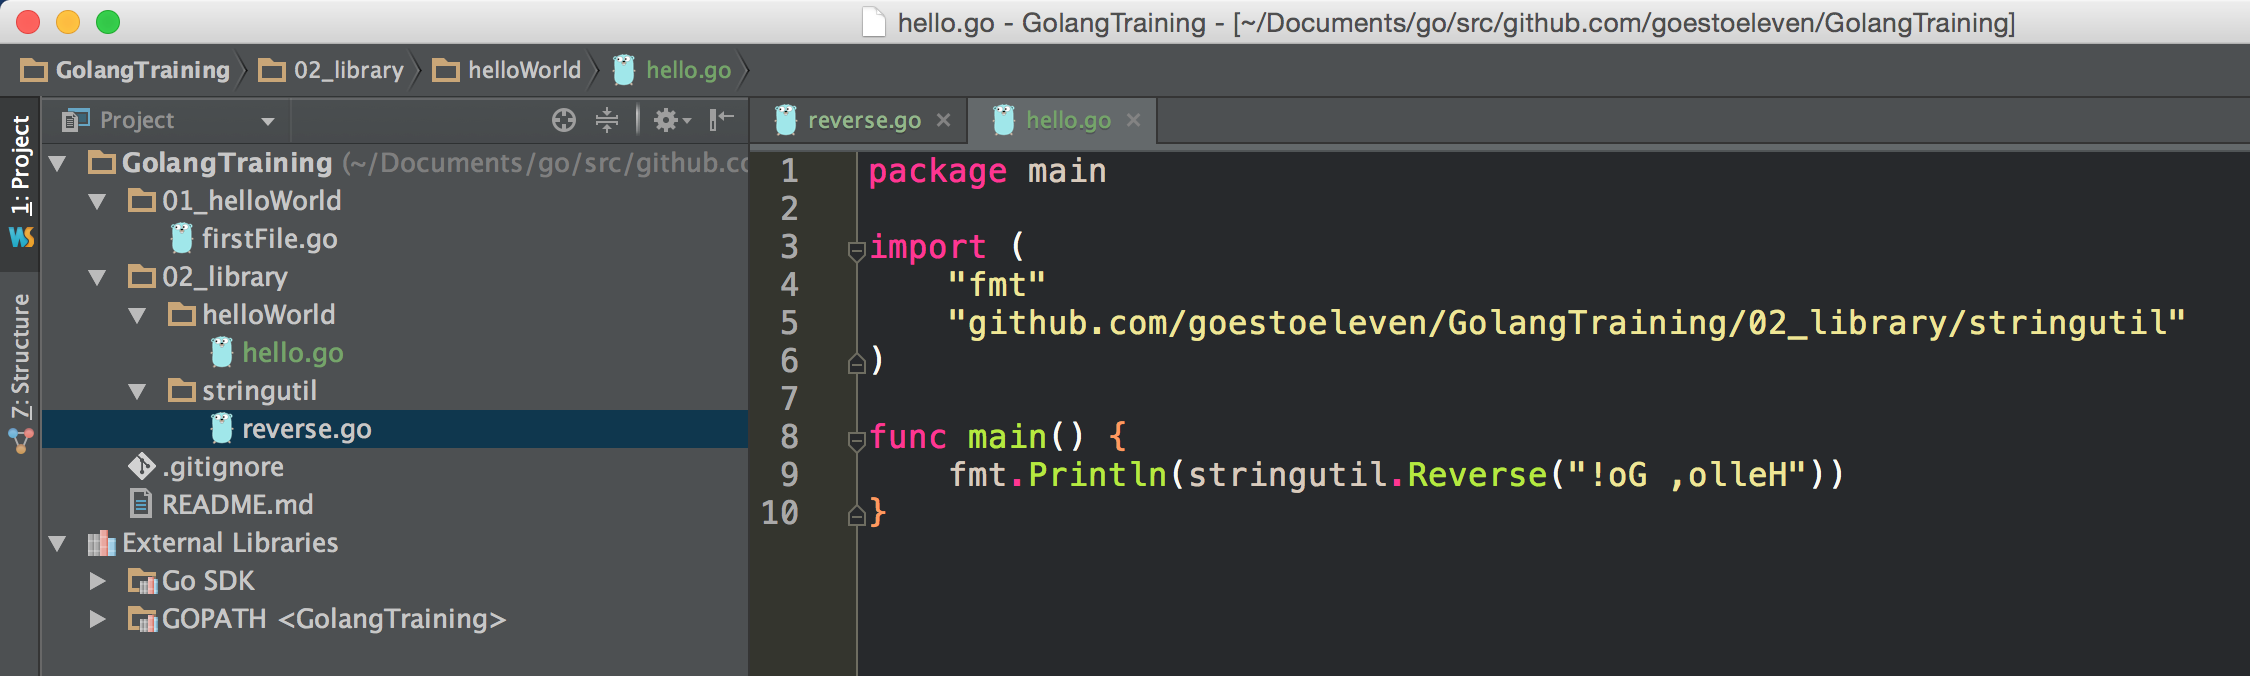 hello.go - GolangTraining - [~/Documents/go/src/github.com/goestoeleven/GolangTraining]
GolangTraining 02_library helloWorld hello.go
1: Project
7: Structure
Project
GolangTraining (~/Documents/go/src/github.co
01_helloWorld
firstFile.go
02_library
helloWorld
hello.go
stringutil
reverse.go
.gitignore
README.md
External Libraries
Go SDK
GOPATH <GolangTraining>
reverse.go hello.go
1 package main
2
3 import (
4     "fmt"
5     "github.com/goestoeleven/GolangTraining/02_library/stringutil"
6 )
7
8 func main() {
9     fmt.Println(stringutil.Reverse("!oG ,olleH"))
10 }